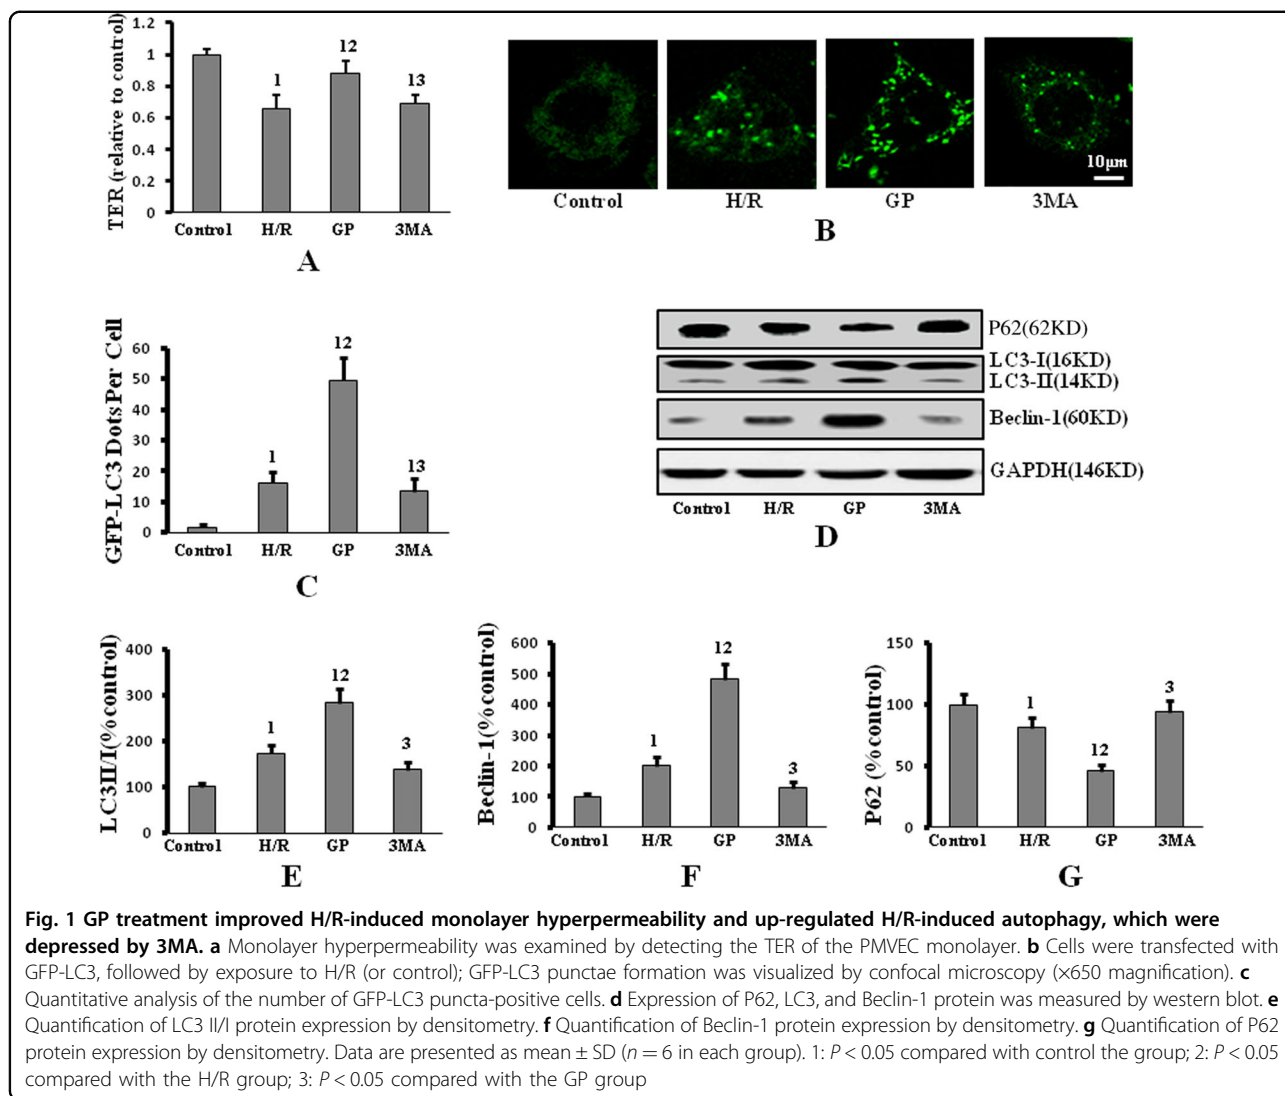 TER (relative to control)
1.2
1
0.8
0.6
0.4
0.2
0
1
12
13
Control H/R GP 3MA
A
10μm
Control H/R GP 3MA
B
GFP-LC3 DotsPer Cell
60
50
40
30
20
10
0
1
12
13
Control H/R GP 3MA
C
P62(62KD)
LC3-I(16KD)
LC3-II(14KD)
Beclin-1(60KD)
GAPDH(146KD)
Control H/R GP 3MA
D
LC3II/I(%control)
400
300
200
100
0
1
12
3
Control H/R GP 3MA
E
Beclin-1(%control)
600
500
400
300
200
100
0
1
12
3
Control H/R GP 3MA
F
P62 (%control)
150
100
50
0
1
12
3
Control H/R GP 3MA
G
Fig. 1 GP treatment improved H/R-induced monolayer hyperpermeability and up-regulated H/R-induced autophagy, which were
depressed by 3MA. a Monolayer hyperpermeability was examined by detecting the TER of the PMVEC monolayer. b Cells were transfected with
GFP-LC3, followed by exposure to H/R (or control); GFP-LC3 punctae formation was visualized by confocal microscopy (×650 magnification). c
Quantitative analysis of the number of GFP-LC3 puncta-positive cells. d Expression of P62, LC3, and Beclin-1 protein was measured by western blot. e
Quantification of LC3 II/I protein expression by densitometry. f Quantification of Beclin-1 protein expression by densitometry. g Quantification of P62
protein expression by densitometry. Data are presented as mean ± SD (n = 6 in each group). 1: P < 0.05 compared with control the group; 2: P < 0.05
compared with the H/R group; 3: P < 0.05 compared with the GP group